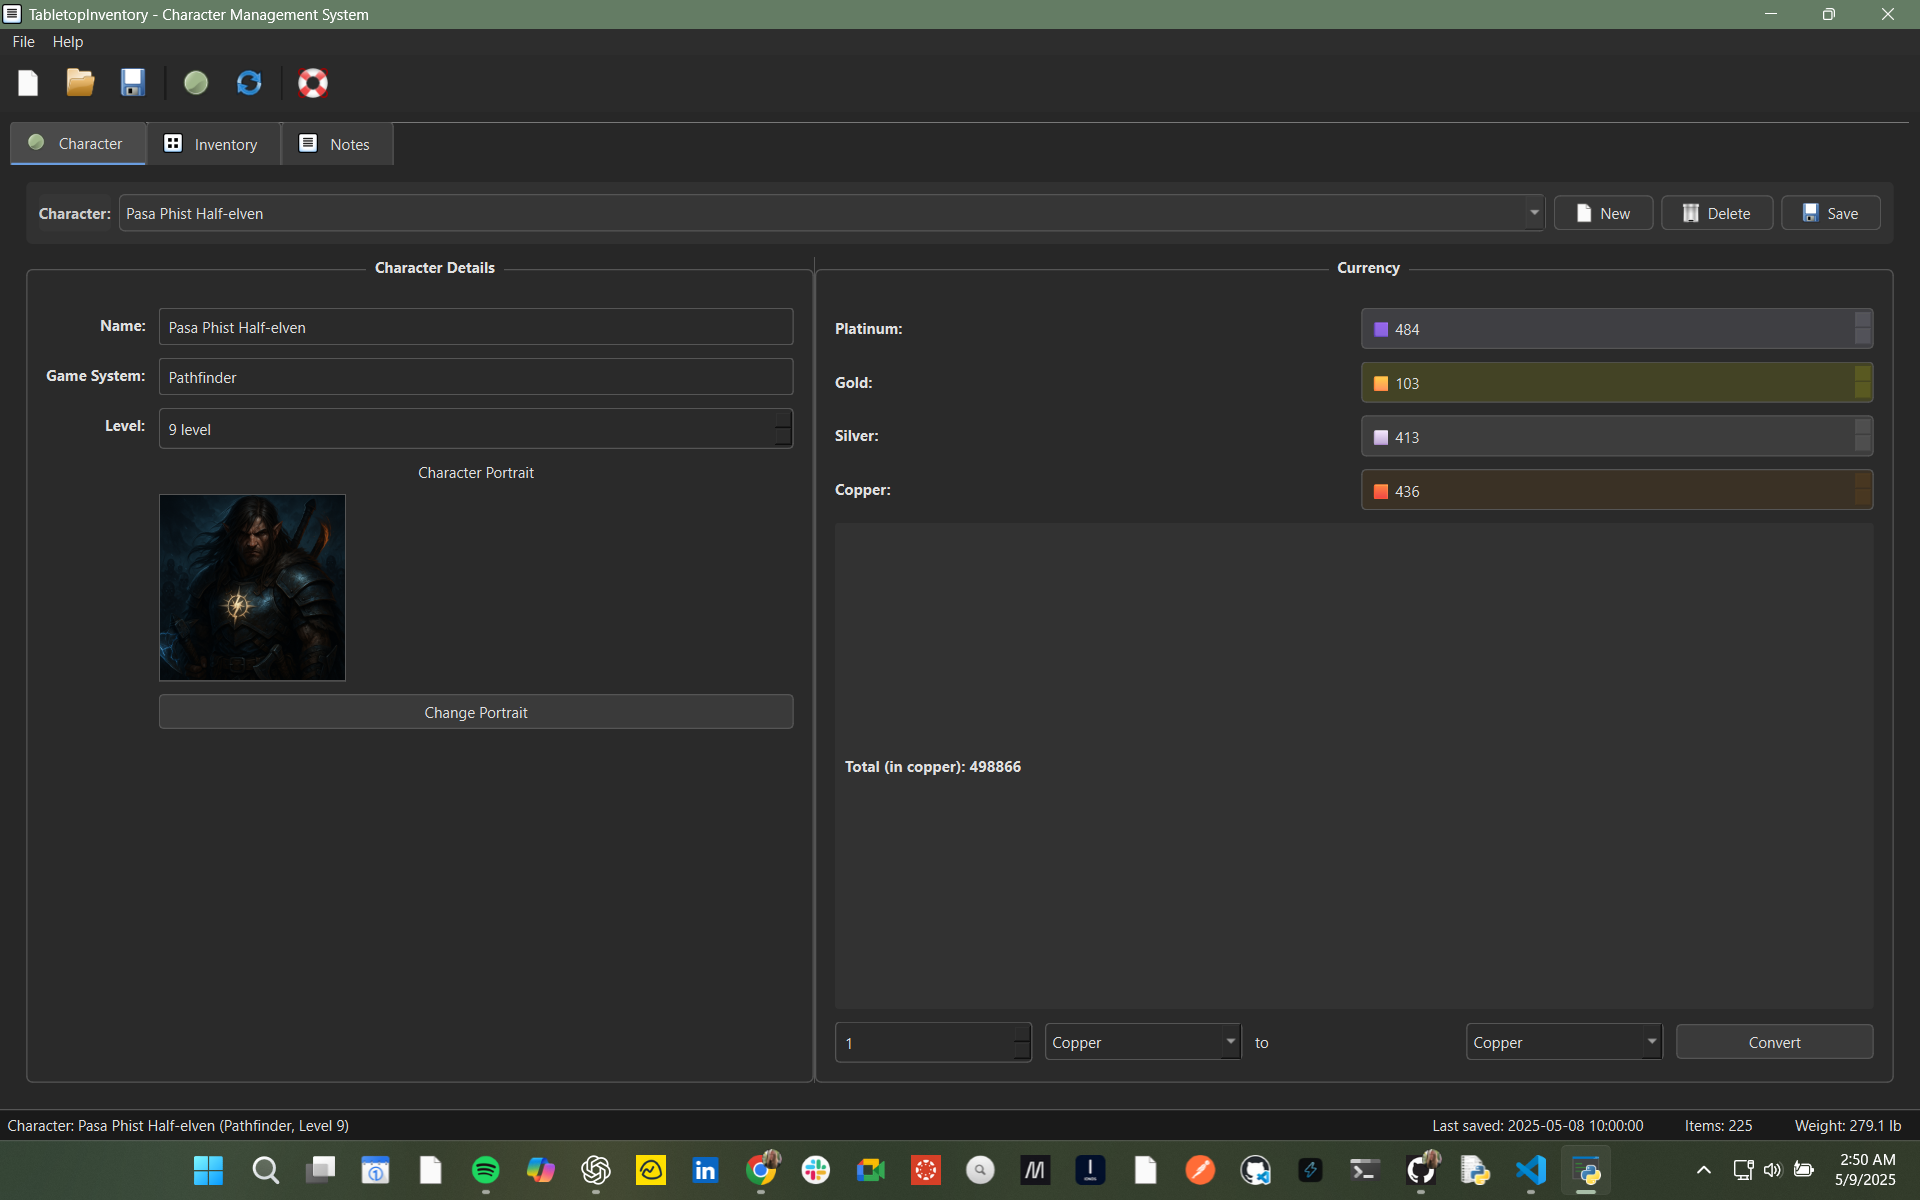 TabletopInventory - Character Management System
File Help
Character Inventory Notes
Character: Pasa Phist Half-elven New Delete Save
Character Details
Name: Pasa Phist Half-elven
Game System: Pathfinder
Level: 9 level
Character Portrait
Change Portrait
Currency
Platinum: 484
Gold: 103
Silver: 413
Copper: 436
Total (in copper): 498866
1 Copper to Copper Convert
Character: Pasa Phist Half-elven (Pathfinder, Level 9) Last saved: 2025-05-08 10:00:00 Items: 225 Weight: 279.1 lb
2:50 AM
5/9/2025